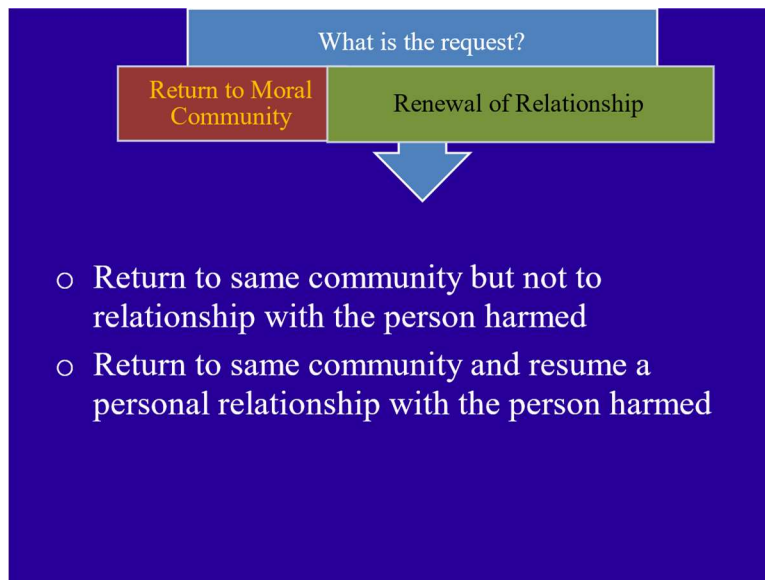 What is the request?
Return to Moral
Community
Renewal of Relationship
o Return to same community but not to
relationship with the person harmed
o Return to same community and resume a
personal relationship with the person harmed